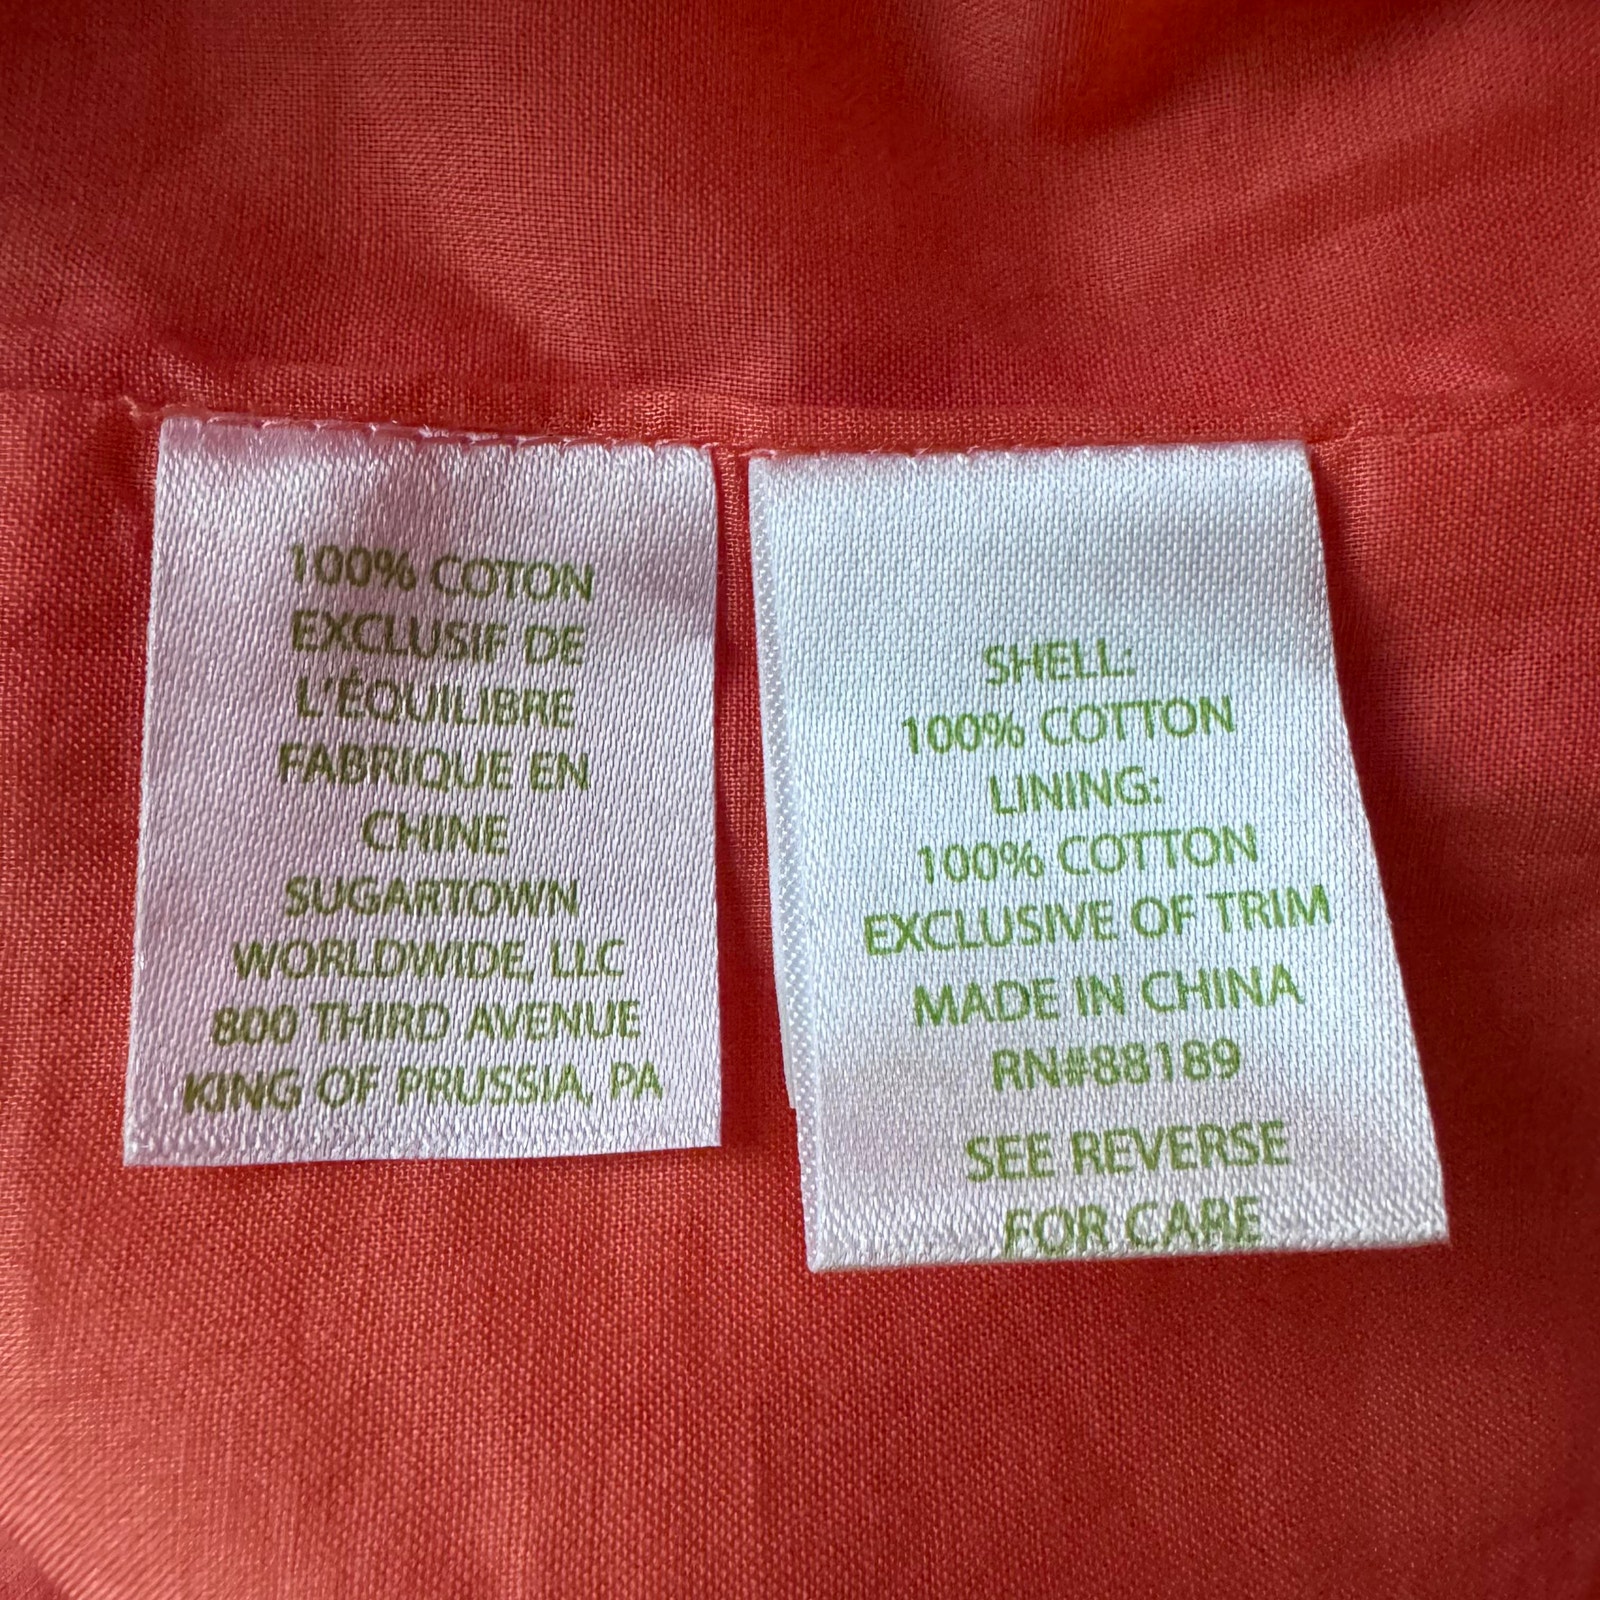 100% COTON
EXCLUSIF DE
L'ÉQUILIBRE
FABRIQUE EN
CHINE
SUGARTOWN
WORLDWIDE, LLC
800 THIRD AVENUE
KING OF PRUSSIA, PA
SHELL:
100% COTTON
LINING:
100% COTTON
EXCLUSIVE OF TRIM
MADE IN CHINA
RN#88189
SEE REVERSE
FOR CARE